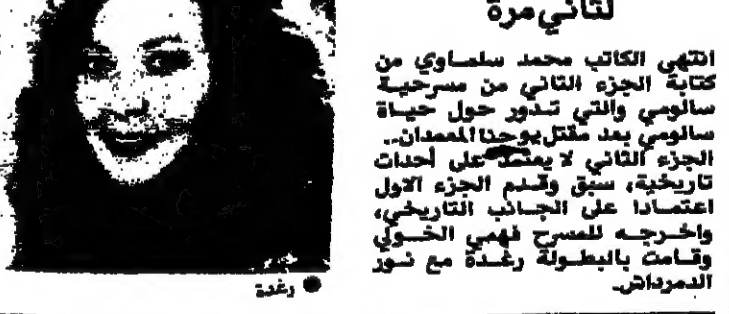 لثاني مرة
انتهى الكاتب محمد سلماوي من
كتابة الجزء الثاني من مسرحية
سالومي والتي تدور حول حياة
سالومي بعد مقتل يوحنا المعمدان..
الجزء الثاني لا يعتمد على أحداث
تاريخية، سبق وقدم الجزء الاول
اعتمادا على الجانب التاريخي،
واخرجه للمسرح فهمي الخولي
وقامت بالبطولة رغدة مع نور
الدمرداش.
● رغدة